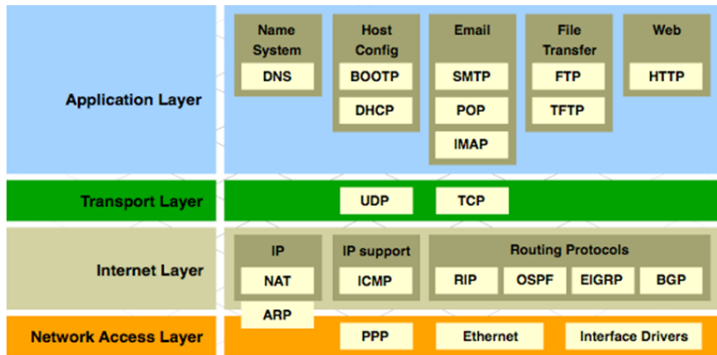 Application Layer
Name System
DNS
Host Config
BOOTP
DHCP
Email
SMTP
POP
IMAP
File Transfer
FTP
TFTP
Web
HTTP
Transport Layer
UDP
TCP
Internet Layer
IP
NAT
ARP
IP support
ICMP
Routing Protocols
RIP
OSPF
EIGRP
BGP
Network Access Layer
PPP
Ethernet
Interface Drivers